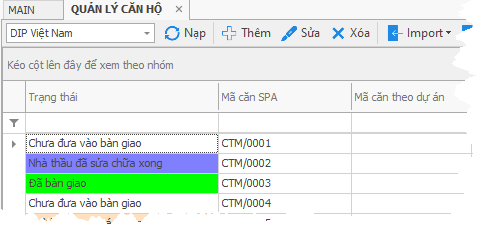 MAIN QUẢN LÝ CĂN HỘ
DIP Việt Nam Nạp Thêm Sửa Xóa Import
Kéo cột lên đây để xem theo nhóm
Trạng thái Mã căn SPA Mã căn theo dự án
Chưa đưa vào bàn giao CTM/0001
Nhà thầu đã sửa chữa xong CTM/0002
Đã bàn giao CTM/0003
Chưa đưa vào bàn giao CTM/0004